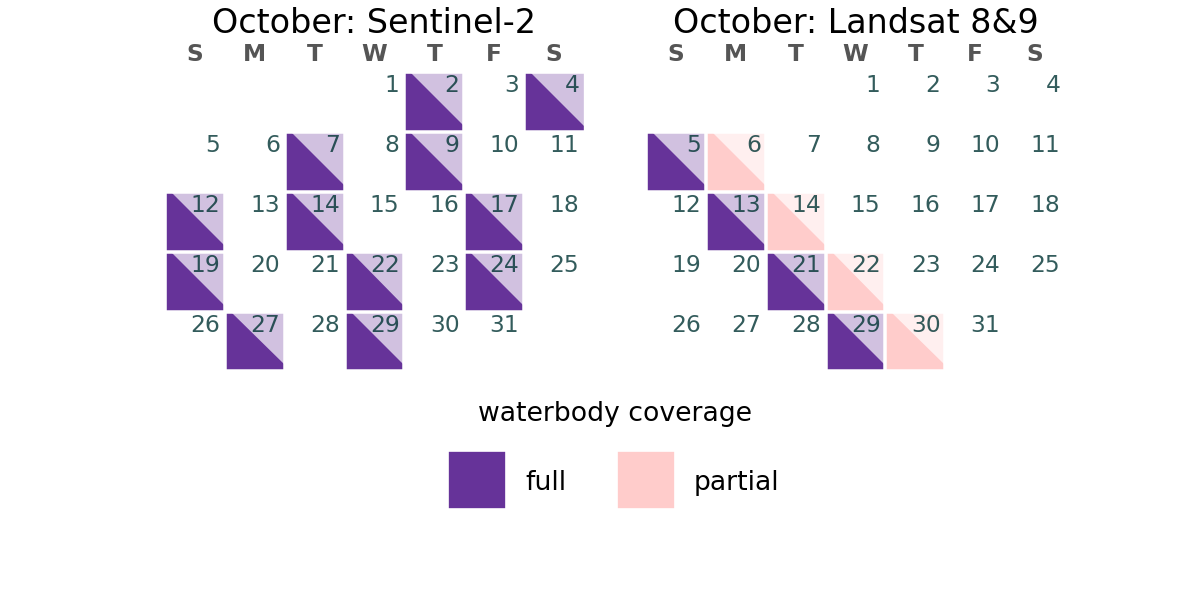 October: Sentinel-2
S M T W T F S
1 2 3 4
5 6 7 8 9 10 11
12 13 14 15 16 17 18
19 20 21 22 23 24 25
26 27 28 29 30 31
October: Landsat 8&9
S M T W T F S
1 2 3 4
5 6 7 8 9 10 11
12 13 14 15 16 17 18
19 20 21 22 23 24 25
26 27 28 29 30 31
waterbody coverage
full
partial